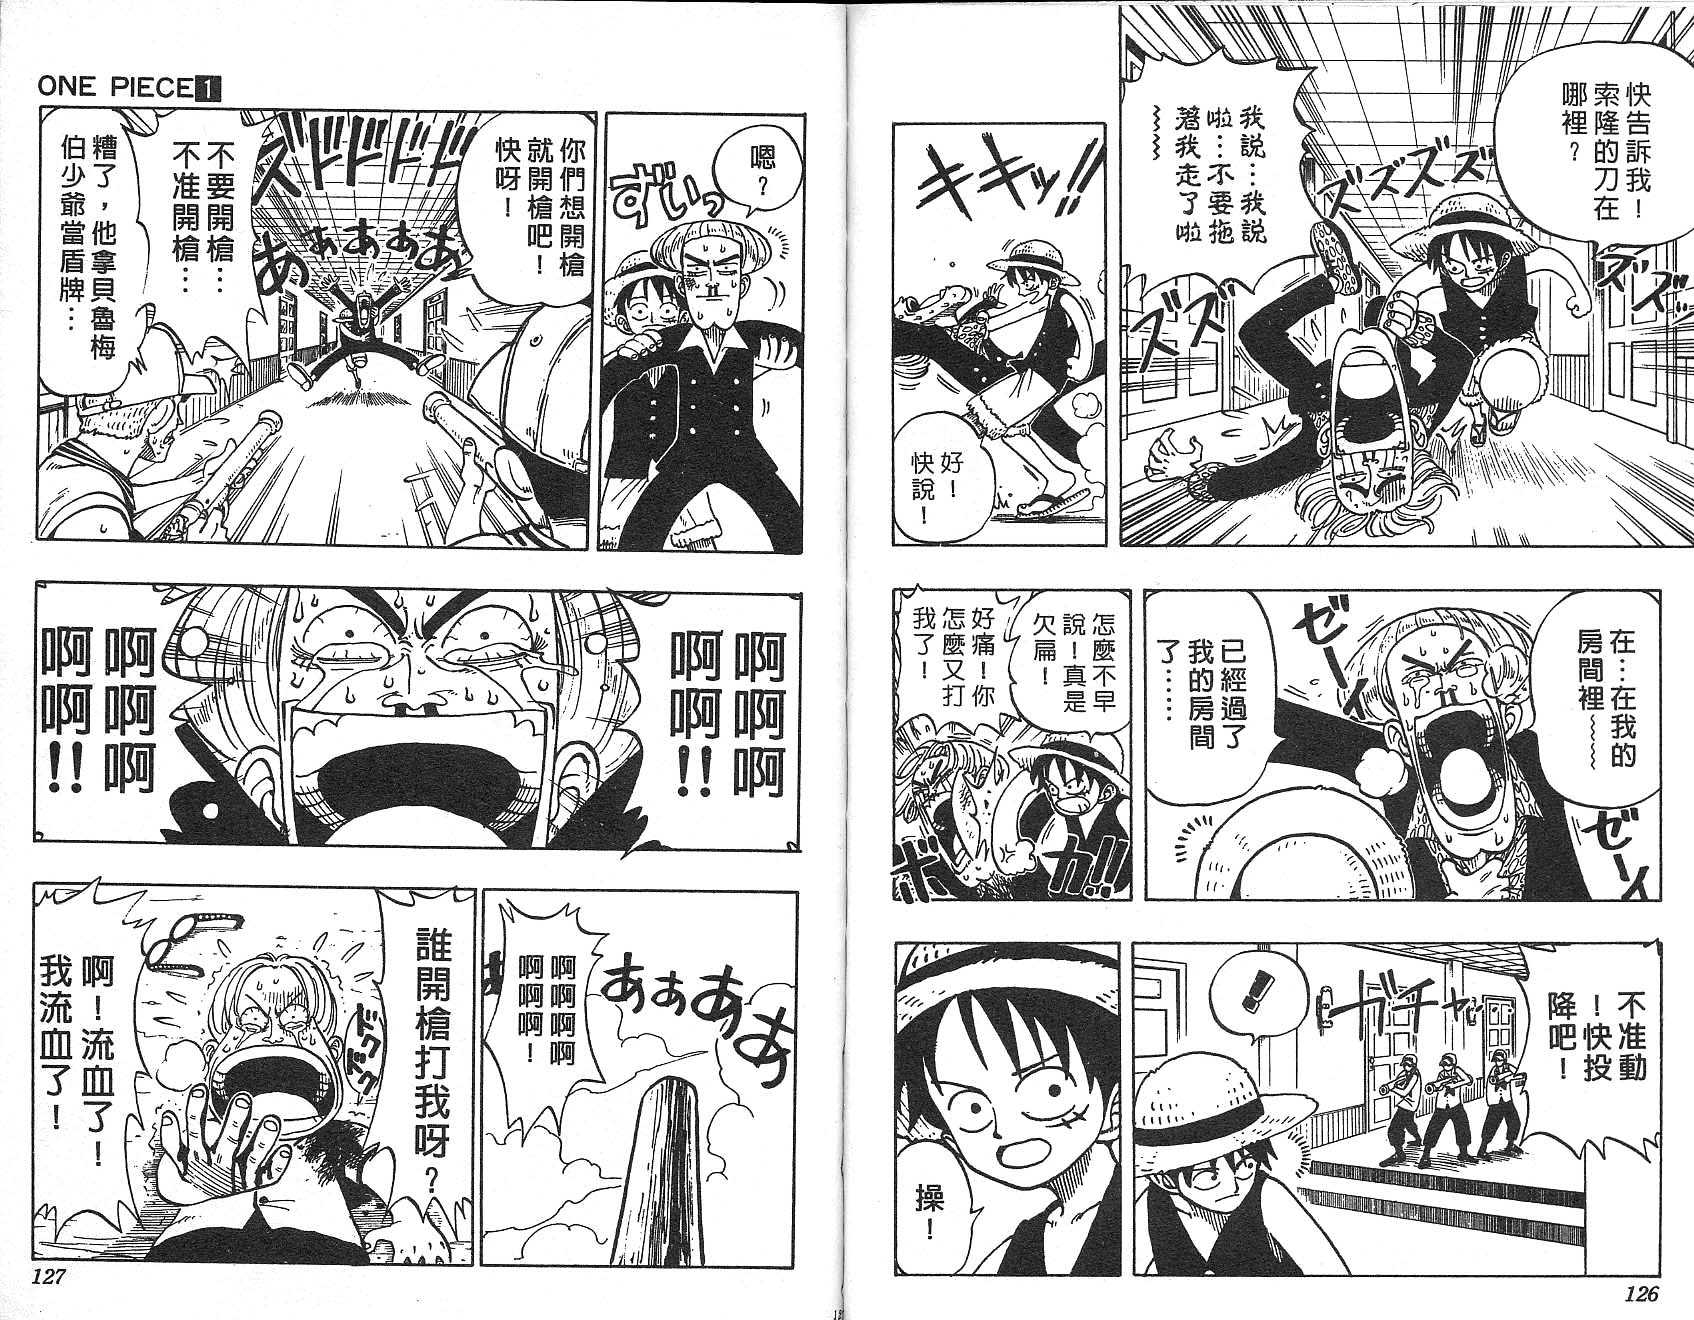 快告訴我！
索隆的刀在
哪裡？
我說…我說
啦…不要拖
著我走了啦
~~~~
ズズズズ
ズズ
ズズ
キキッ!!
好！
快說！
在…在我的
房間裡~~~~
已經過了
我的房間
了……
ゼーィ
ゼーィ
怎麼不早
說！真是
欠扁！
好痛！你
怎麼又打
我了！
ボカ!!
不准動
！快投
降吧！
ガチャ
！
操！
126
ONE PIECE 1
嗯？
ずいっ
你們想開槍
就開槍吧！
快呀！
ズドドドド
ああああぁ
不要開槍…
不准開槍…
糟了，他拿貝魯梅
伯少爺當盾牌…
啊啊啊
啊啊!!
啊啊啊
啊啊!!
ああああ
啊啊啊啊
啊啊啊！
誰開槍打我呀？
ドクドク
啊！流血了！
我流血了！
127